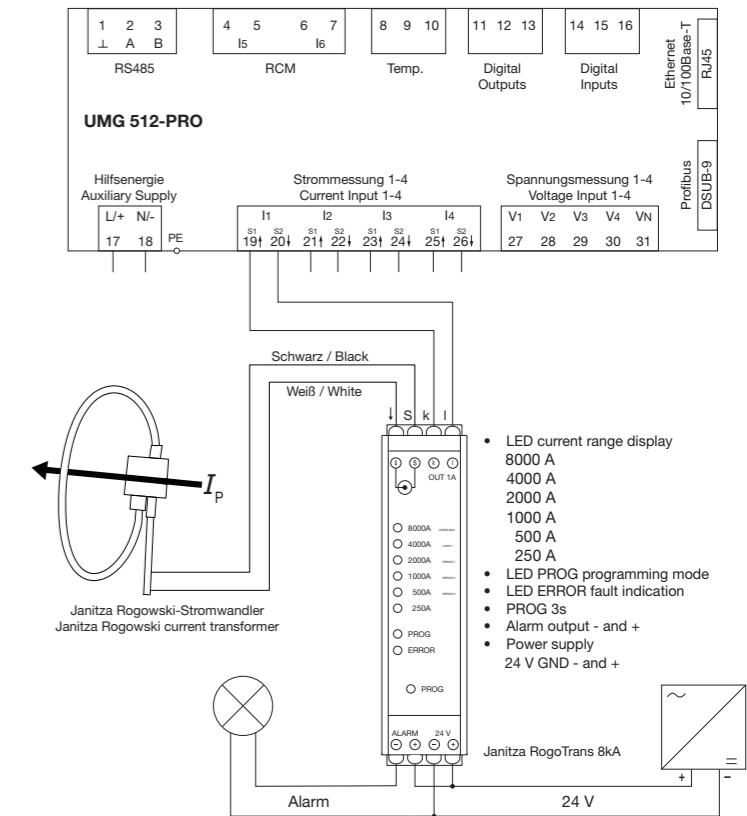 1 2 3
⊥ A B
RS485
4 5 6 7
I5 I6
RCM
8 9 10
Temp.
11 12 13
Digital
Outputs
14 15 16
Digital
Inputs
Ethernet
10/100Base-T
RJ45
UMG 512-PRO
Profibus
DSUB-9
Hilfsenergie
Auxiliary Supply
L/+ N/-
17 18
PE
Strommessung 1-4
Current Input 1-4
I1 I2 I3 I4
S1 S2 S1 S2 S1 S2 S1 S2
19 20 21 22 23 24 25 26
Spannungsmessung 1-4
Voltage Input 1-4
V1 V2 V3 V4 VN
27 28 29 30 31
Schwarz / Black
Weiß / White
↓ S k l
IP
Janitza Rogowski-Stromwandler
Janitza Rogowski current transformer
S
OUT 1A
8000A
4000A
2000A
1000A
500A
250A
PROG
ERROR
PROG
ALARM 24 V
- + - +
• LED current range display
8000 A
4000 A
2000 A
1000 A
500 A
250 A
• LED PROG programming mode
• LED ERROR fault indication
• PROG 3s
• Alarm output - and +
• Power supply
24 V GND - and +
Janitza RogoTrans 8kA
+ −
Alarm
24 V